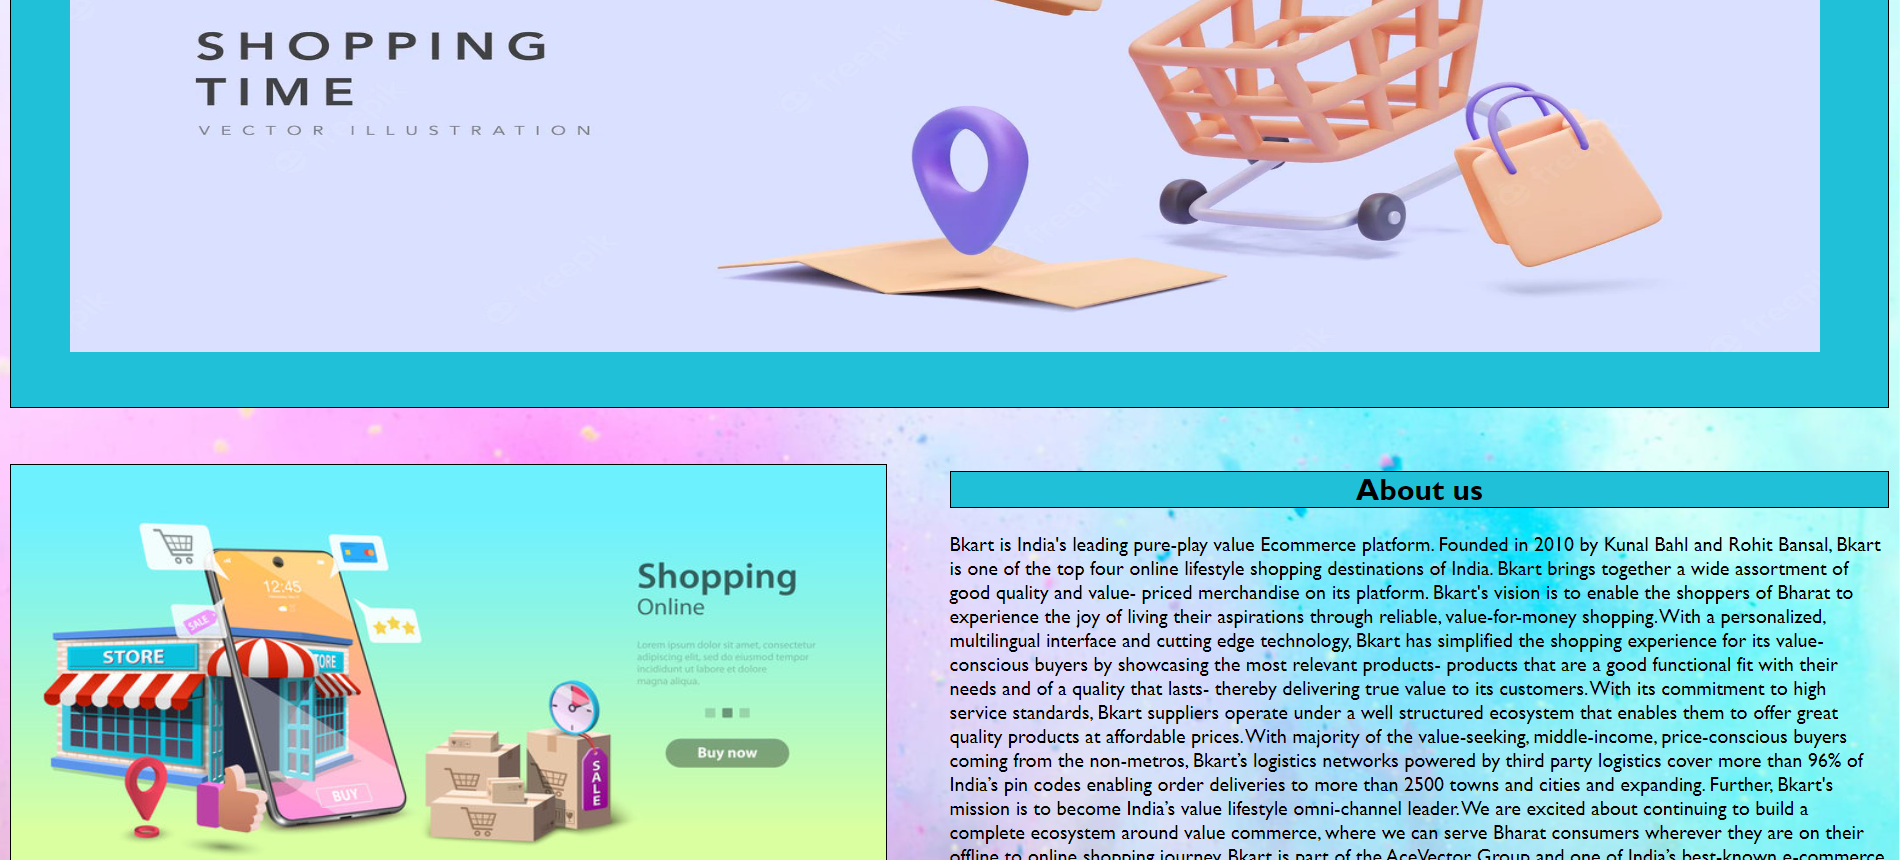 SHOPPING
TIME
VECTOR ILLUSTRATION
freepik
freepik
freepik
freepik
freepik
About us
Bkart is India's leading pure-play value Ecommerce platform. Founded in 2010 by Kunal Bahl and Rohit Bansal, Bkart
is one of the top four online lifestyle shopping destinations of India. Bkart brings together a wide assortment of
good quality and value- priced merchandise on its platform. Bkart's vision is to enable the shoppers of Bharat to
experience the joy of living their aspirations through reliable, value-for-money shopping.With a personalized,
multilingual interface and cutting edge technology, Bkart has simplified the shopping experience for its value-
conscious buyers by showcasing the most relevant products- products that are a good functional fit with their
needs and of a quality that lasts- thereby delivering true value to its customers.With its commitment to high
service standards, Bkart suppliers operate under a well structured ecosystem that enables them to offer great
quality products at affordable prices.With majority of the value-seeking, middle-income, price-conscious buyers
coming from the non-metros, Bkart’s logistics networks powered by third party logistics cover more than 96% of
India’s pin codes enabling order deliveries to more than 2500 towns and cities and expanding. Further, Bkart's
mission is to become India’s value lifestyle omni-channel leader.We are excited about continuing to build a
complete ecosystem around value commerce, where we can serve Bharat consumers wherever they are on their
offline to online shopping journey. Bkart is part of the AceVector Group and one of India’s best-known e-commerce
12:45
SALE
STORE
STORE
BUY
SALE
Shopping
Online
Lorem ipsum dolor sit amet, consectetur
adipiscing elit, sed do eiusmod tempor
incididunt ut labore et dolore
magna aliqua.
Buy now